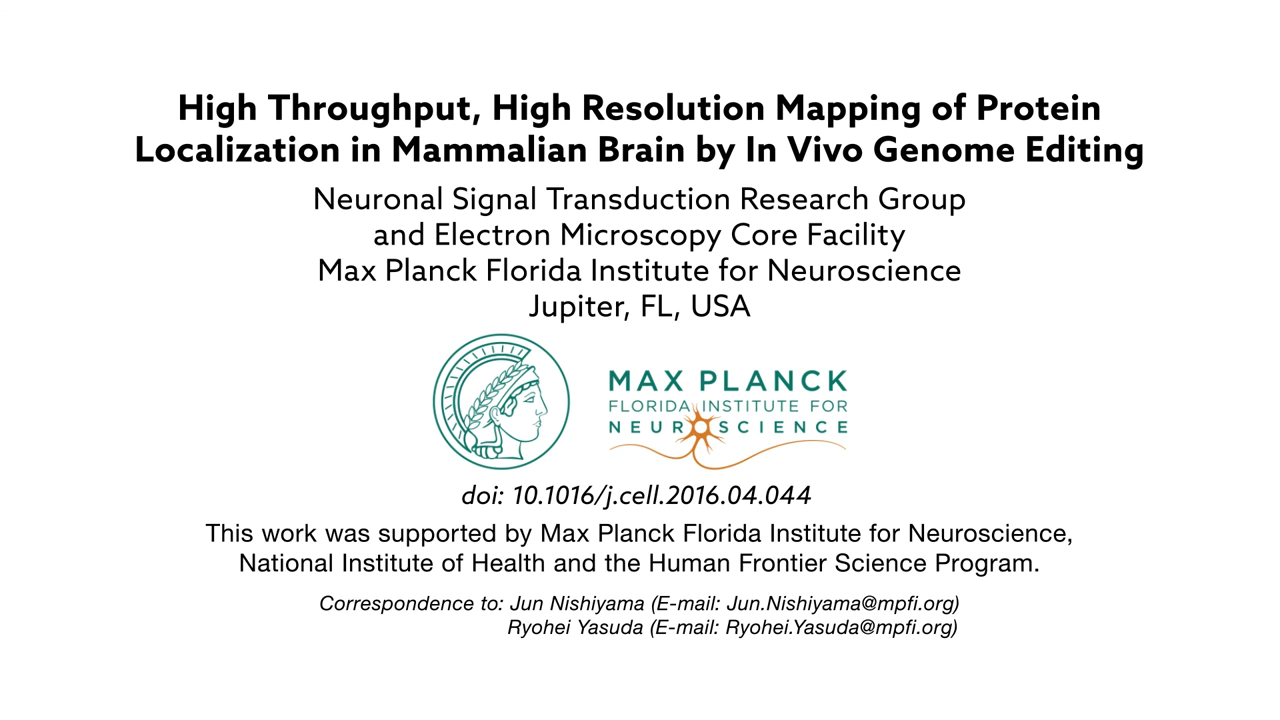 High Throughput, High Resolution Mapping of Protein
Localization in Mammalian Brain by In Vivo Genome Editing
Neuronal Signal Transduction Research Group
and Electron Microscopy Core Facility
Max Planck Florida Institute for Neuroscience
Jupiter, FL, USA
MAX PLANCK
FLORIDA INSTITUTE FOR
NEUROSCIENCE
doi: 10.1016/j.cell.2016.04.044
This work was supported by Max Planck Florida Institute for Neuroscience,
National Institute of Health and the Human Frontier Science Program.
Correspondence to: Jun Nishiyama (E-mail: Jun.Nishiyama@mpfi.org)
Ryohei Yasuda (E-mail: Ryohei.Yasuda@mpfi.org)